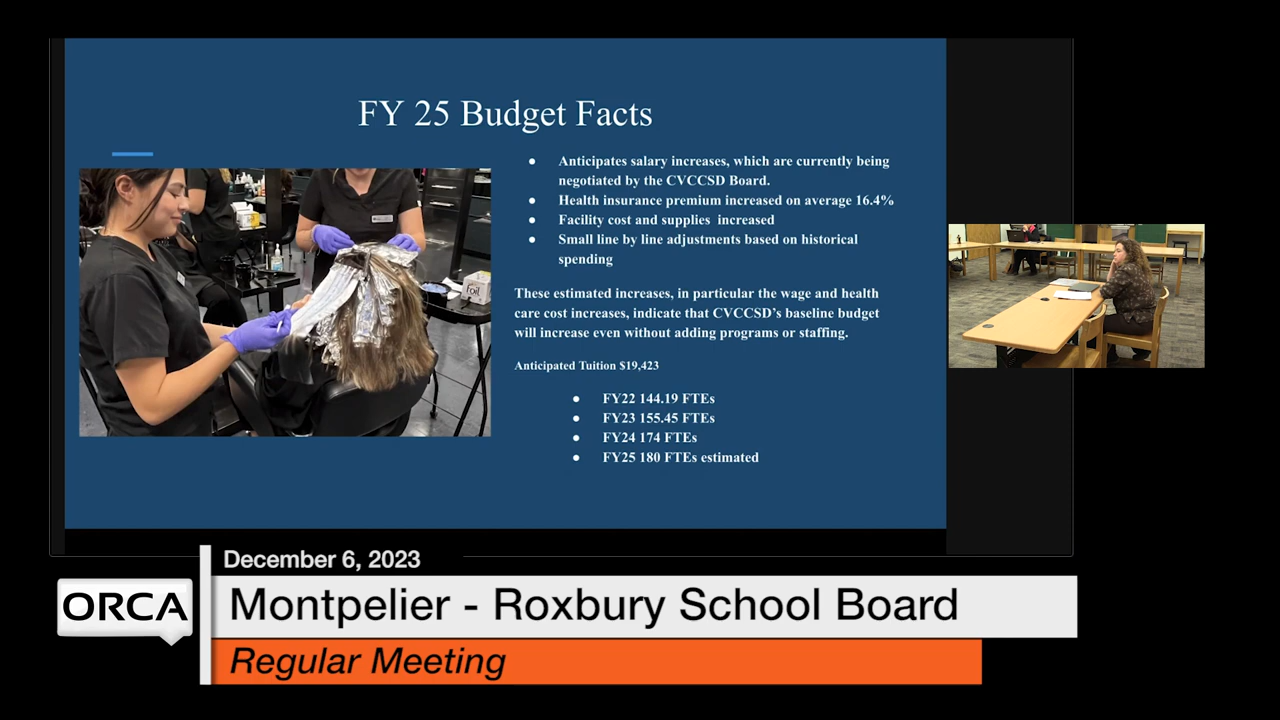 FY 25 Budget Facts
● Anticipates salary increases, which are currently being
negotiated by the CVCCSD Board.
● Health insurance premium increased on average 16.4%
● Facility cost and supplies increased
● Small line by line adjustments based on historical
spending
These estimated increases, in particular the wage and health
care cost increases, indicate that CVCCSD’s baseline budget
will increase even without adding programs or staffing.
Anticipated Tuition $19,423
● FY22 144.19 FTEs
● FY23 155.45 FTEs
● FY24 174 FTEs
● FY25 180 FTEs estimated
foil
December 6, 2023
ORCA
Montpelier - Roxbury School Board
Regular Meeting